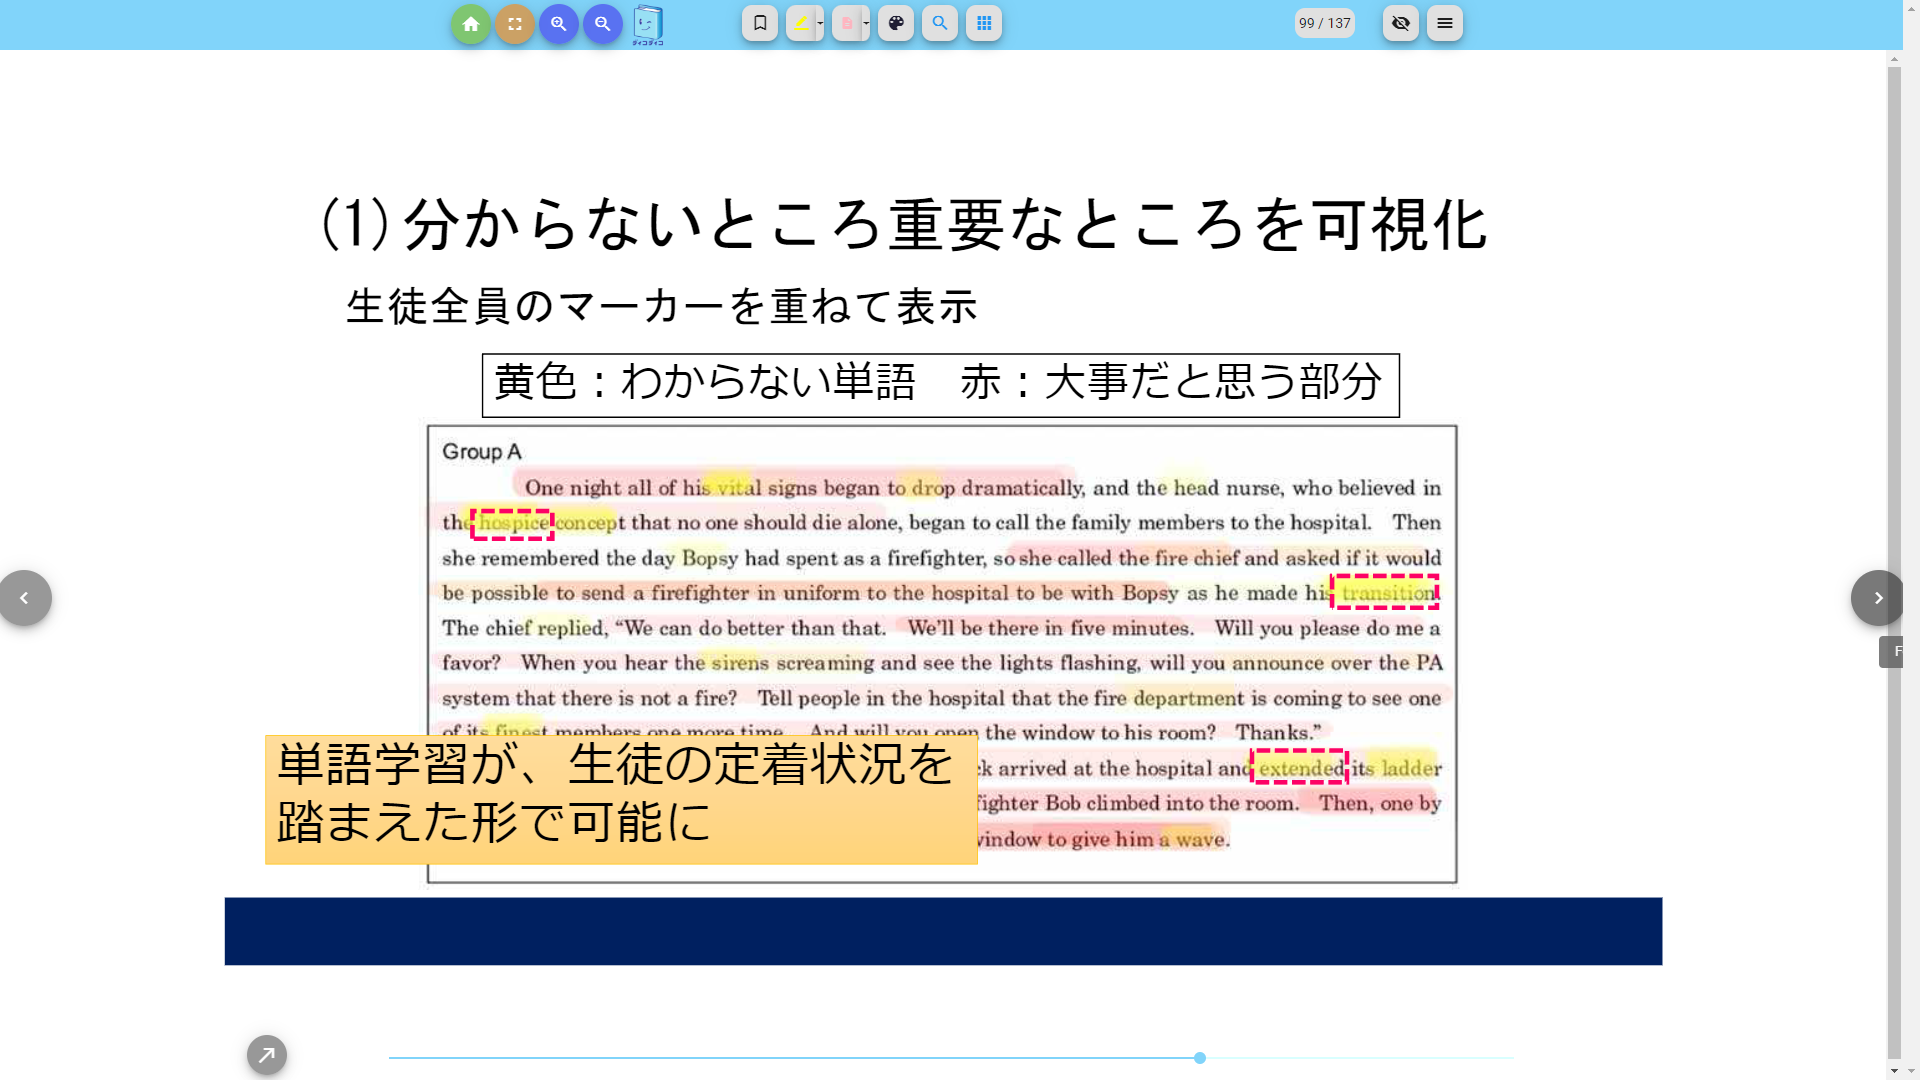 ダイコダイコ
99 / 137
(1)分からないところ重要なところを可視化
生徒全員のマーカーを重ねて表示
黄色：わからない単語　赤：大事だと思う部分
Group A
One night all of his vital signs began to drop dramatically, and the head nurse, who believed in
the hospice concept that no one should die alone, began to call the family members to the hospital. Then
she remembered the day Bopsy had spent as a firefighter, so she called the fire chief and asked if it would
be possible to send a firefighter in uniform to the hospital to be with Bopsy as he made his transition.
The chief replied, “We can do better than that. We’ll be there in five minutes. Will you please do me a
favor? When you hear the sirens screaming and see the lights flashing, will you announce over the PA
system that there is not a fire? Tell people in the hospital that the fire department is coming to see one
of its finest members one more time. And will you open the window to his room? Thanks.”
ck arrived at the hospital and extended its ladder
fighter Bob climbed into the room. Then, one by
window to give him a wave.
単語学習が、生徒の定着状況を
踏まえた形で可能に
F